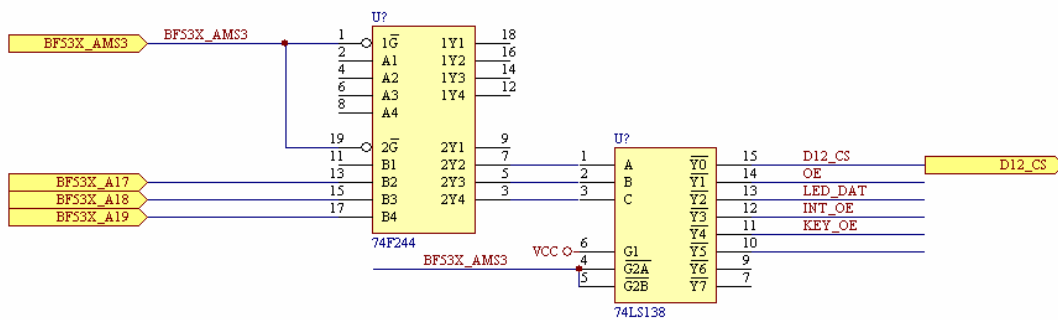 U?
BF53X_AMS3 BF53X_AMS3 1 1G 1Y1 18
2 A1 1Y2 16
4 A2 1Y3 14
6 A3 1Y4 12
8 A4
19 2G 2Y1 9 U?
11 B1 2Y2 7 1 A Y0 15 D12_CS D12_CS
BF53X_A17 13 B2 2Y3 5 2 B Y1 14 OE
BF53X_A18 15 B3 2Y4 3 3 C Y2 13 LED_DAT
BF53X_A19 17 B4 Y3 12 INT_OE
Y4 11 KEY_OE
74F244 VCC 6 G1 Y5 10
BF53X_AMS3 4 G2A Y6 9
5 G2B Y7 7
74LS138